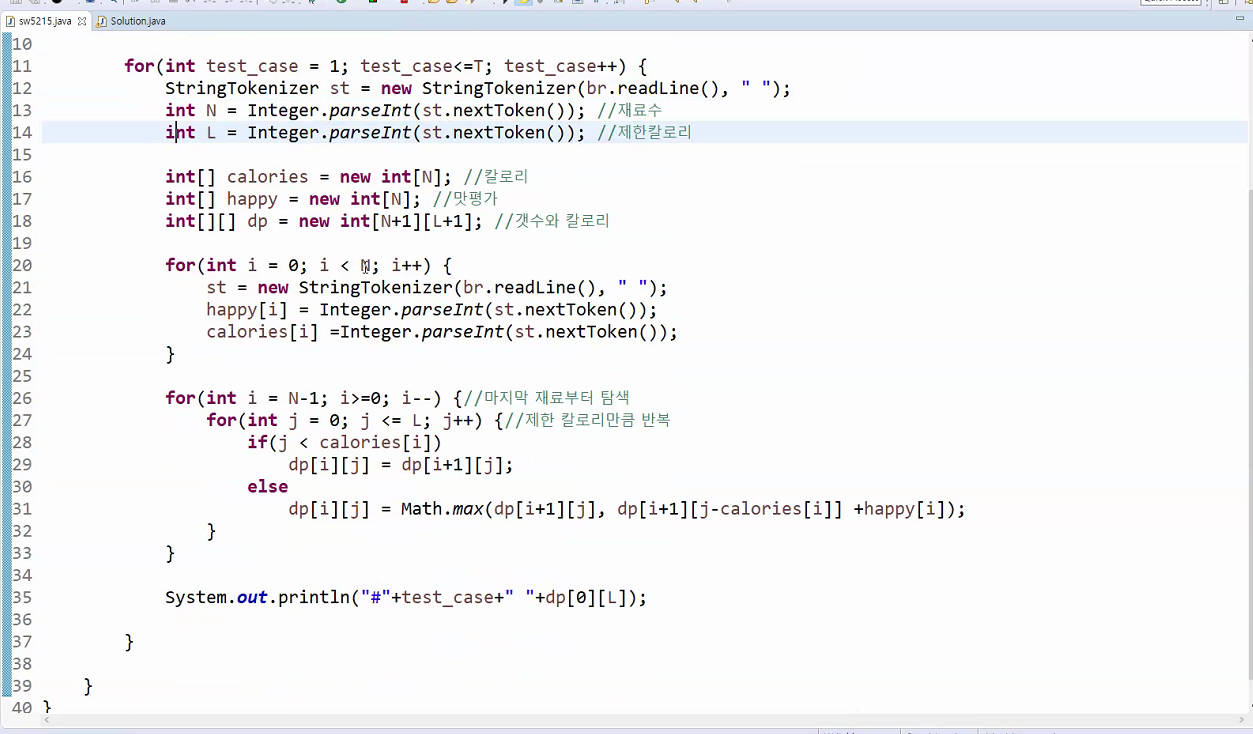 sw5215.java Solution.java
10
11 for(int test_case = 1; test_case<=T; test_case++) {
12 StringTokenizer st = new StringTokenizer(br.readLine(), " ");
13 int N = Integer.parseInt(st.nextToken()); //재료수
14 int L = Integer.parseInt(st.nextToken()); //제한칼로리
15
16 int[] calories = new int[N]; //칼로리
17 int[] happy = new int[N]; //맛평가
18 int[][] dp = new int[N+1][L+1]; //갯수와 칼로리
19
20 for(int i = 0; i < N; i++) {
21 st = new StringTokenizer(br.readLine(), " ");
22 happy[i] = Integer.parseInt(st.nextToken());
23 calories[i] =Integer.parseInt(st.nextToken());
24 }
25
26 for(int i = N-1; i>=0; i--) {//마지막 재료부터 탐색
27 for(int j = 0; j <= L; j++) {//제한 칼로리만큼 반복
28 if(j < calories[i])
29 dp[i][j] = dp[i+1][j];
30 else
31 dp[i][j] = Math.max(dp[i+1][j], dp[i+1][j-calories[i]] +happy[i]);
32 }
33 }
34
35 System.out.println("#"+test_case+" "+dp[0][L]);
36
37 }
38
39 }
40 }